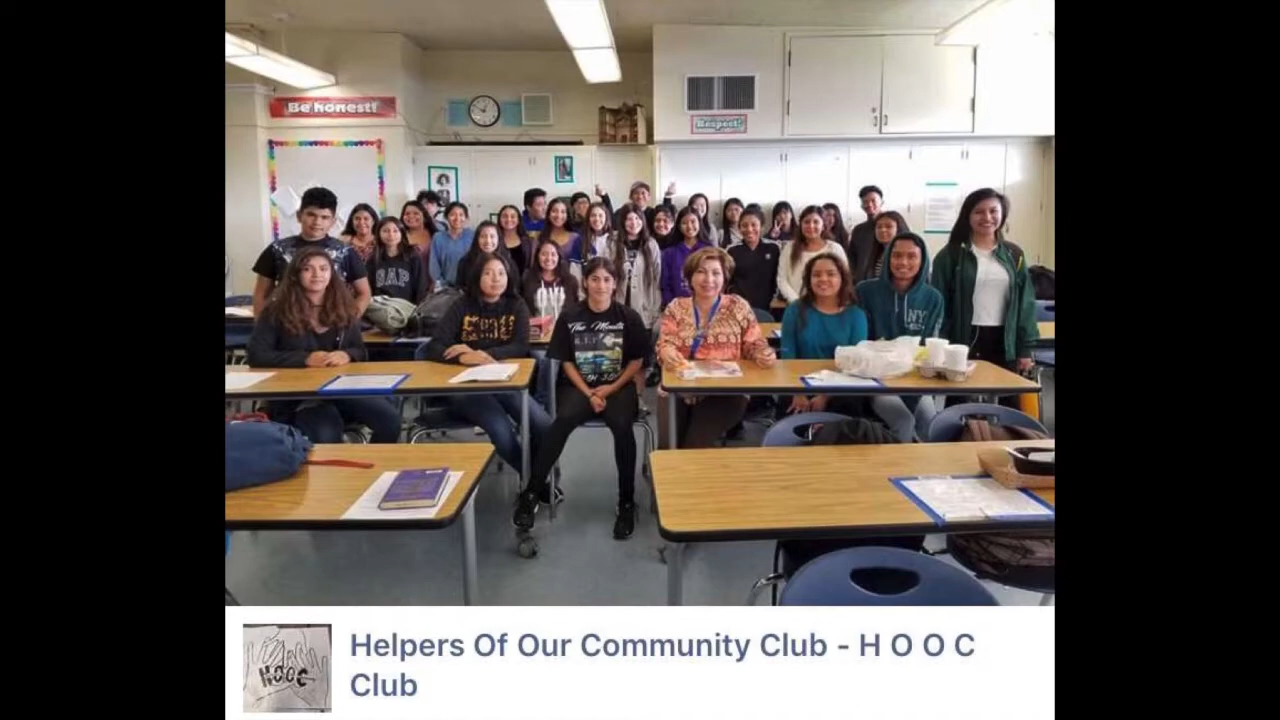 Be honest!
Respect!
GAP
NY
Helpers Of Our Community Club - H O O C
Club
HOOC